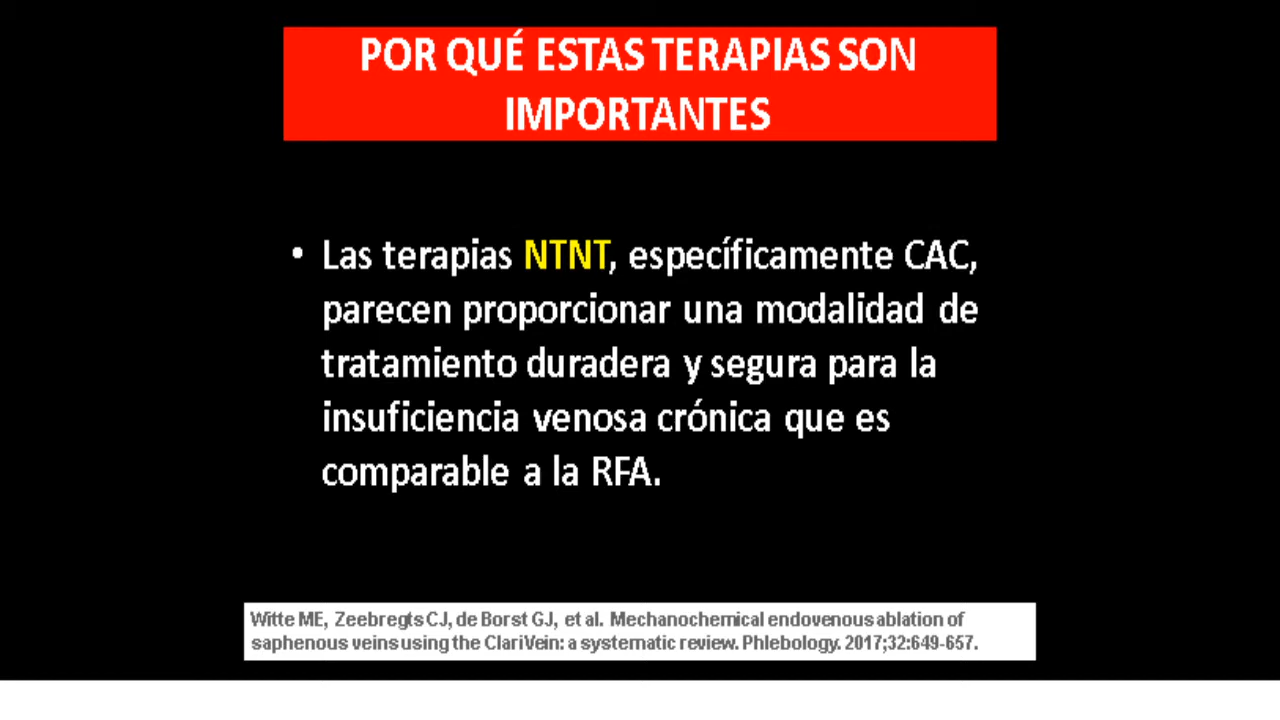 POR QUÉ ESTAS TERAPIAS SON
IMPORTANTES
• Las terapias NTNT, específicamente CAC,
parecen proporcionar una modalidad de
tratamiento duradera y segura para la
insuficiencia venosa crónica que es
comparable a la RFA.
Witte ME, Zeebregts CJ, de Borst GJ, et al. Mechanochemical endovenous ablation of
saphenous veins using the ClariVein: a systematic review. Phlebology. 2017;32:649-657.